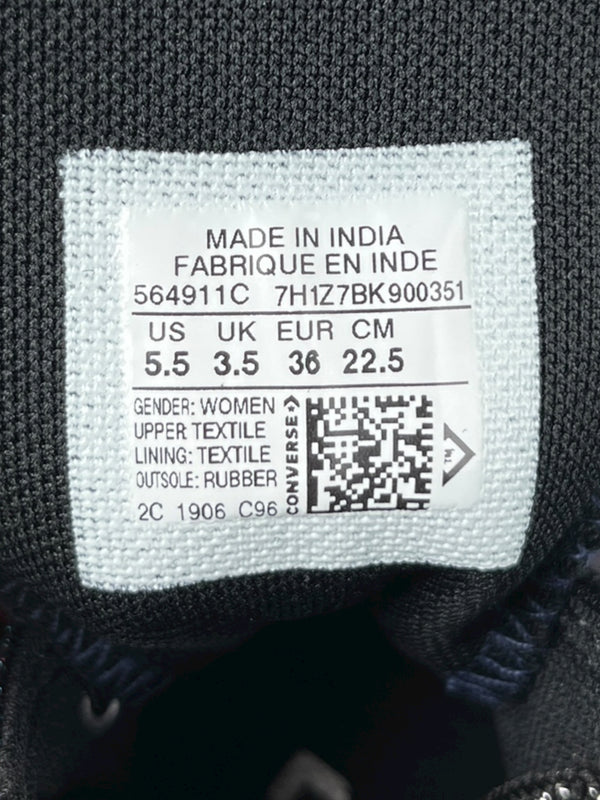 MADE IN INDIA
FABRIQUE EN INDE
564911C 7H1Z7BK900351
US UK EUR CM
5.5 3.5 36 22.5
GENDER: WOMEN
UPPER TEXTILE
LINING: TEXTILE
OUTSOLE: RUBBER
2C 1906 C96
CONVERSE
TM